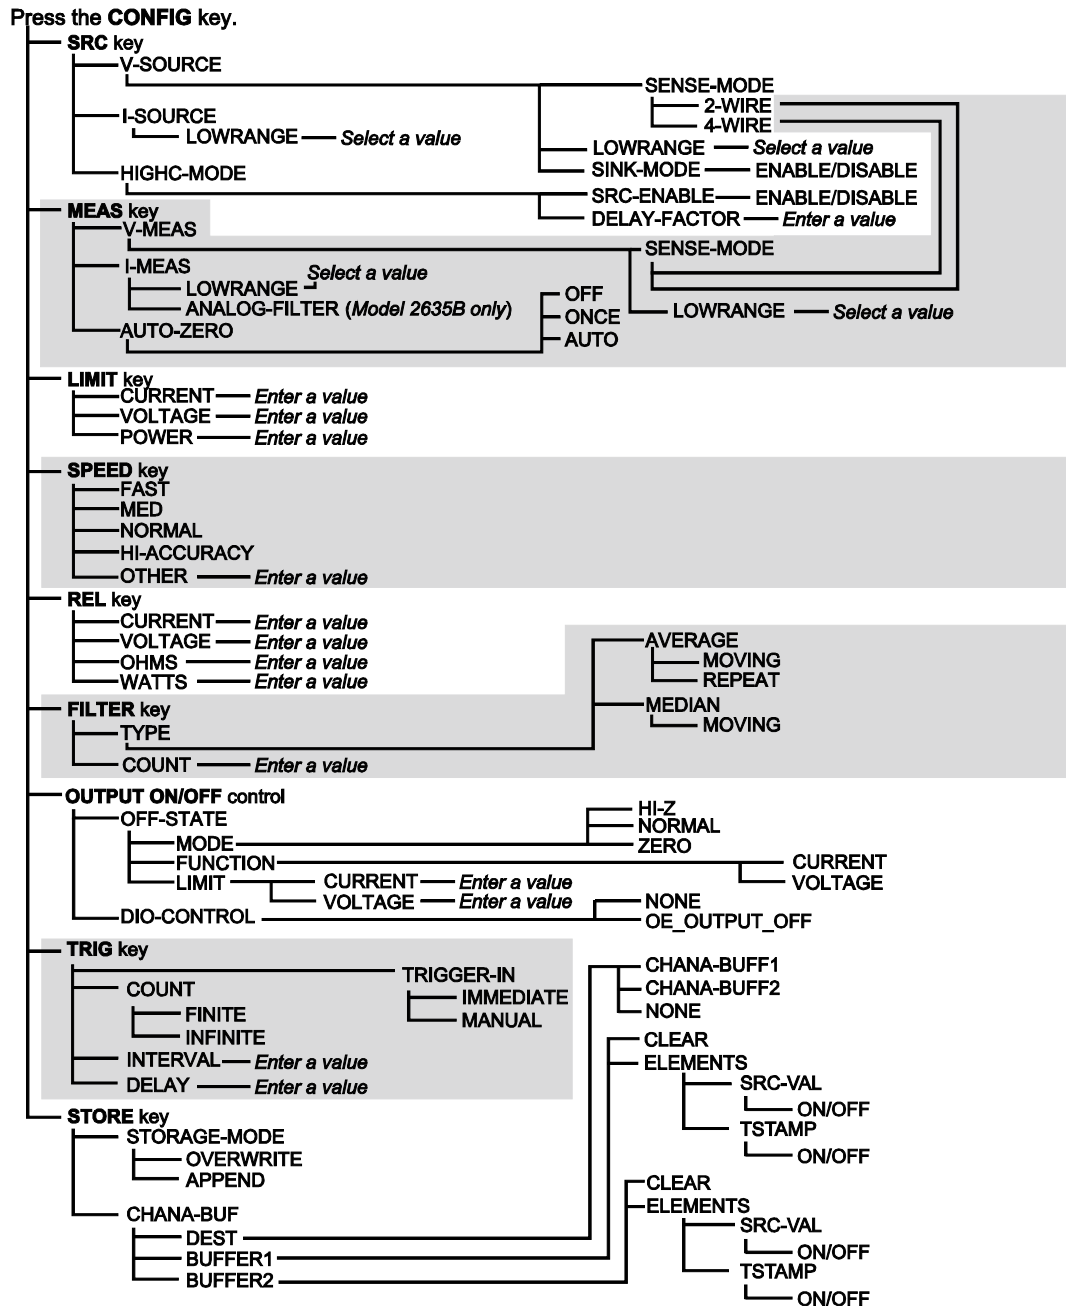 Press the CONFIG key.
SRC key
V-SOURCE
SENSE-MODE
2-WIRE
4-WIRE
I-SOURCE
LOWRANGE Select a value
LOWRANGE Select a value
SINK-MODE ENABLE/DISABLE
HIGHC-MODE
SRC-ENABLE ENABLE/DISABLE
DELAY-FACTOR Enter a value
MEAS key
V-MEAS
SENSE-MODE
I-MEAS
LOWRANGE Select a value
ANALOG-FILTER (Model 2635B only)
LOWRANGE Select a value
AUTO-ZERO
OFF
ONCE
AUTO
LIMIT key
CURRENT Enter a value
VOLTAGE Enter a value
POWER Enter a value
SPEED key
FAST
MED
NORMAL
HI-ACCURACY
OTHER Enter a value
REL key
CURRENT Enter a value
VOLTAGE Enter a value
OHMS Enter a value
WATTS Enter a value
FILTER key
TYPE
AVERAGE
MOVING
REPEAT
MEDIAN
MOVING
COUNT Enter a value
OUTPUT ON/OFF control
OFF-STATE
MODE
HI-Z
NORMAL
ZERO
FUNCTION
CURRENT
VOLTAGE
LIMIT
CURRENT Enter a value
VOLTAGE Enter a value
DIO-CONTROL
NONE
OE_OUTPUT_OFF
TRIG key
TRIGGER-IN
IMMEDIATE
MANUAL
COUNT
FINITE
INFINITE
INTERVAL Enter a value
DELAY Enter a value
STORE key
STORAGE-MODE
OVERWRITE
APPEND
CHANA-BUF
DEST
CHANA-BUFF1
CHANA-BUFF2
NONE
BUFFER1
CLEAR
ELEMENTS
SRC-VAL
ON/OFF
TSTAMP
ON/OFF
BUFFER2
CLEAR
ELEMENTS
SRC-VAL
ON/OFF
TSTAMP
ON/OFF